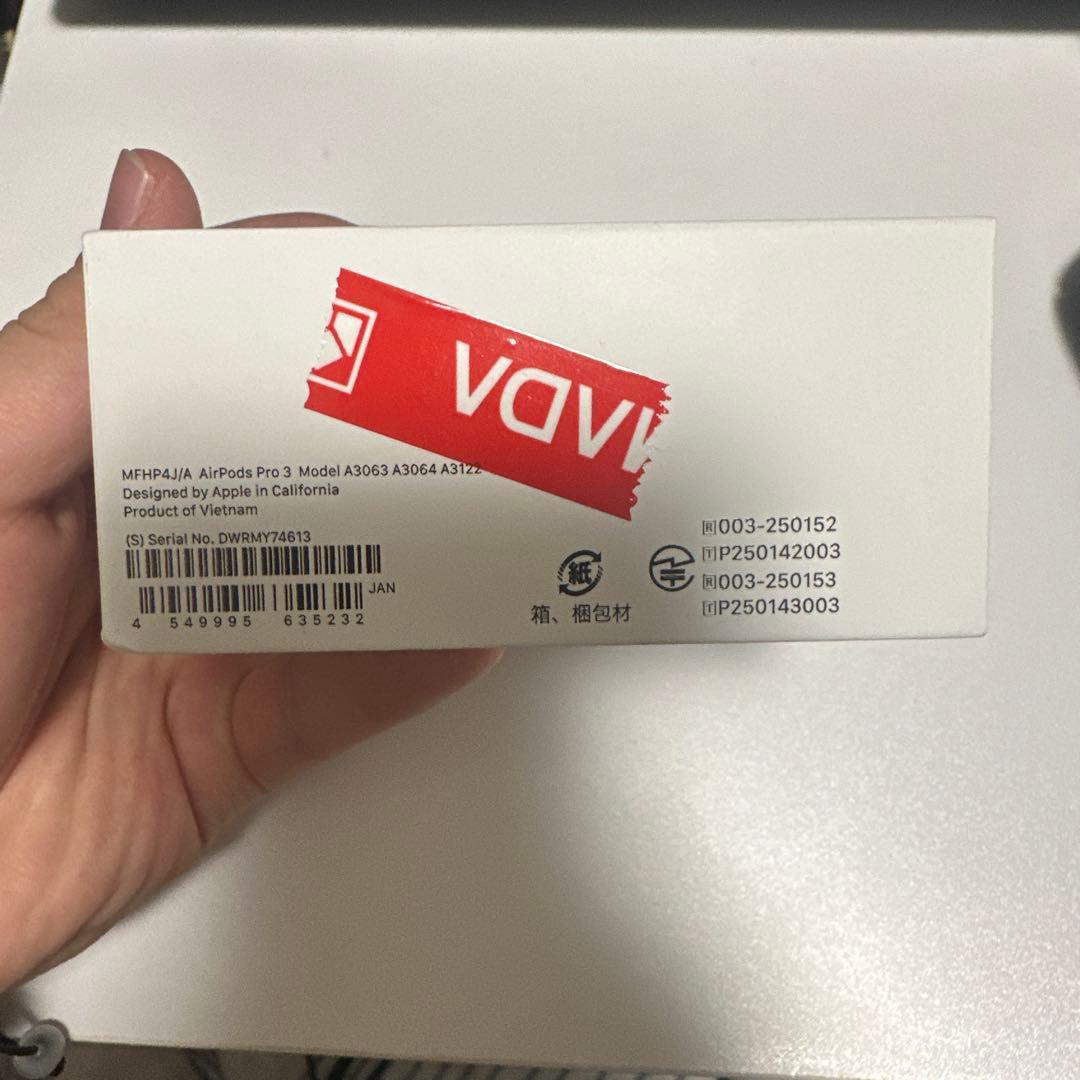 MADA
MFHP4J/A AirPods Pro 3 Model A3063 A3064 A3122
Designed by Apple in California
Product of Vietnam
(S) Serial No. DWRMY74613
JAN
4 549995 635232
紙
箱、梱包材
R 003-250152
T P250142003
R 003-250153
T P250143003